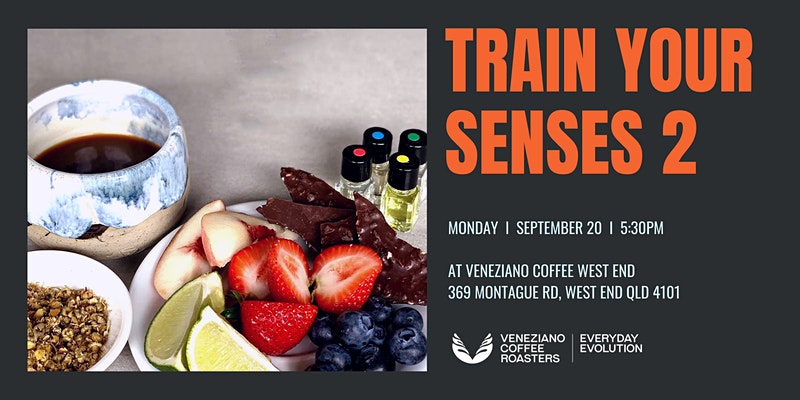 TRAIN YOUR
SENSES 2
MONDAY I SEPTEMBER 20 I 5:30PM
AT VENEZIANO COFFEE WEST END
369 MONTAGUE RD, WEST END QLD 4101
VENEZIANO
COFFEE
ROASTERS
EVERYDAY
EVOLUTION